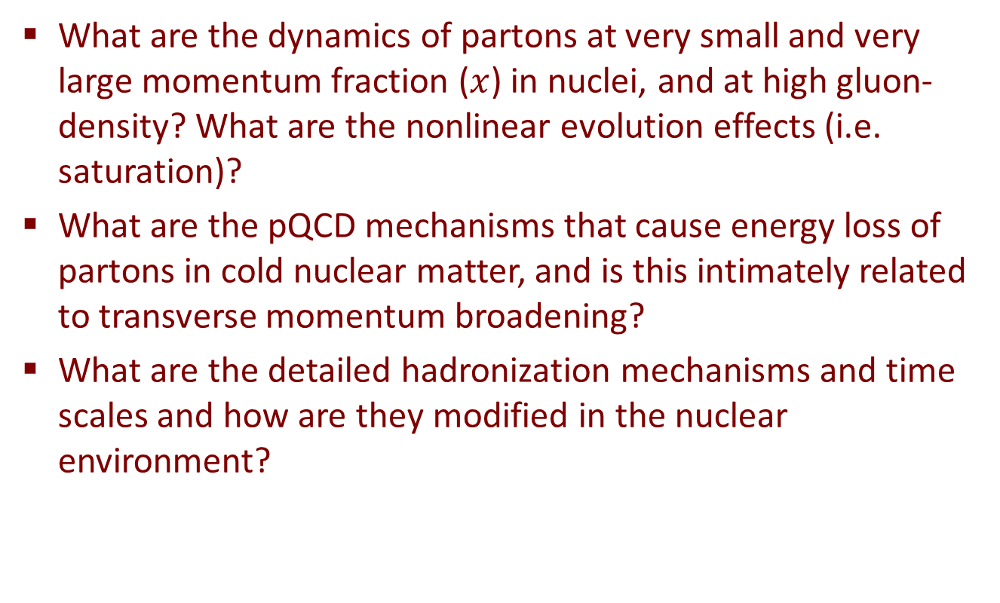 ▪ What are the dynamics of partons at very small and very
large momentum fraction (𝑥) in nuclei, and at high gluon-
density? What are the nonlinear evolution effects (i.e.
saturation)?
▪ What are the pQCD mechanisms that cause energy loss of
partons in cold nuclear matter, and is this intimately related
to transverse momentum broadening?
▪ What are the detailed hadronization mechanisms and time
scales and how are they modified in the nuclear
environment?